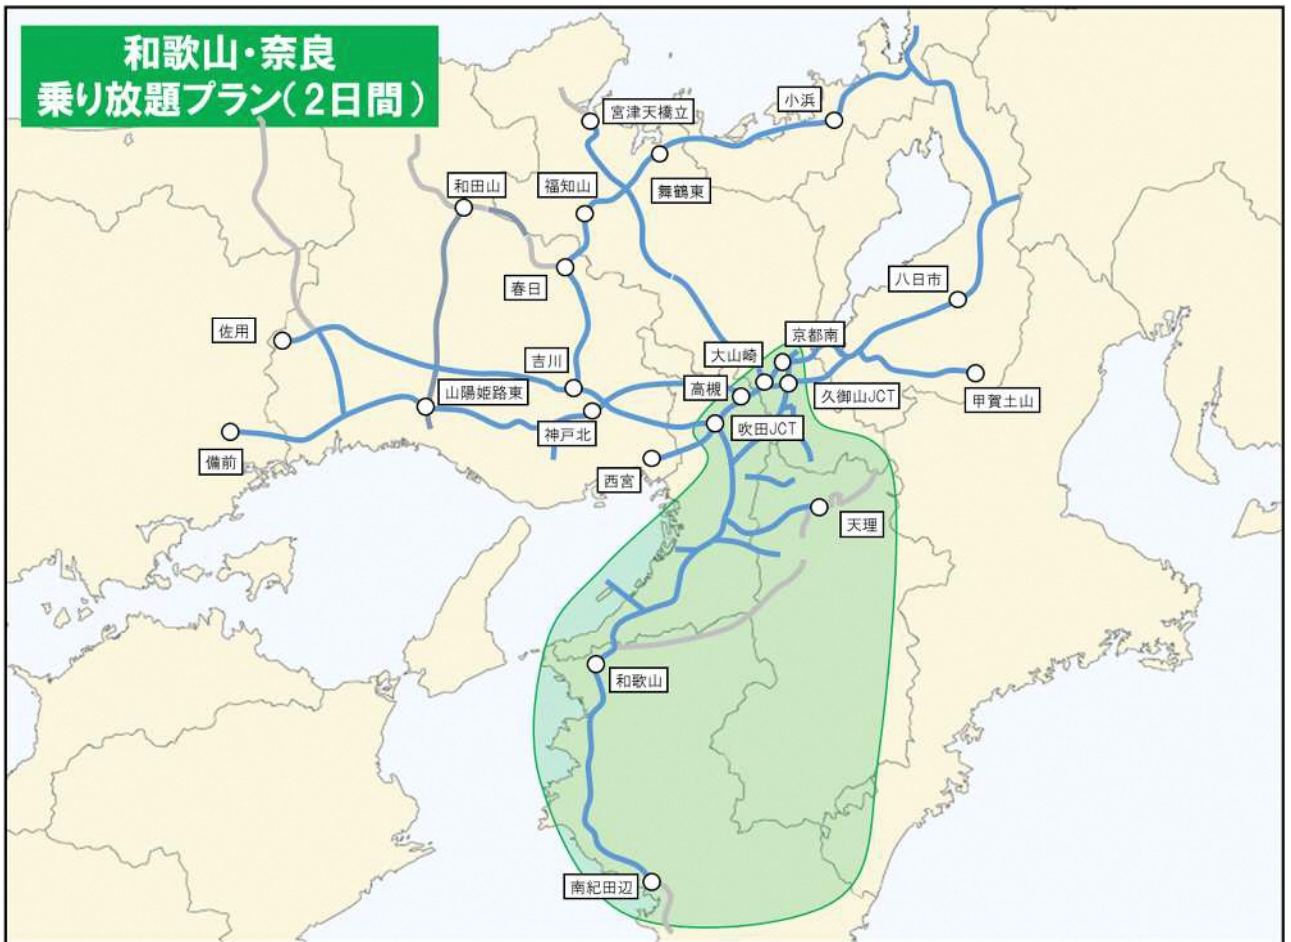 和歌山・奈良
乗り放題プラン(2日間)
小浜
宮津天橋立
和田山
福知山
舞鶴東
春日
八日市
佐用
京都南
大山崎
吉川
高槻
山陽姫路東
久御山JCT
甲賀土山
神戸北
吹田JCT
備前
西宮
天理
和歌山
南紀田辺